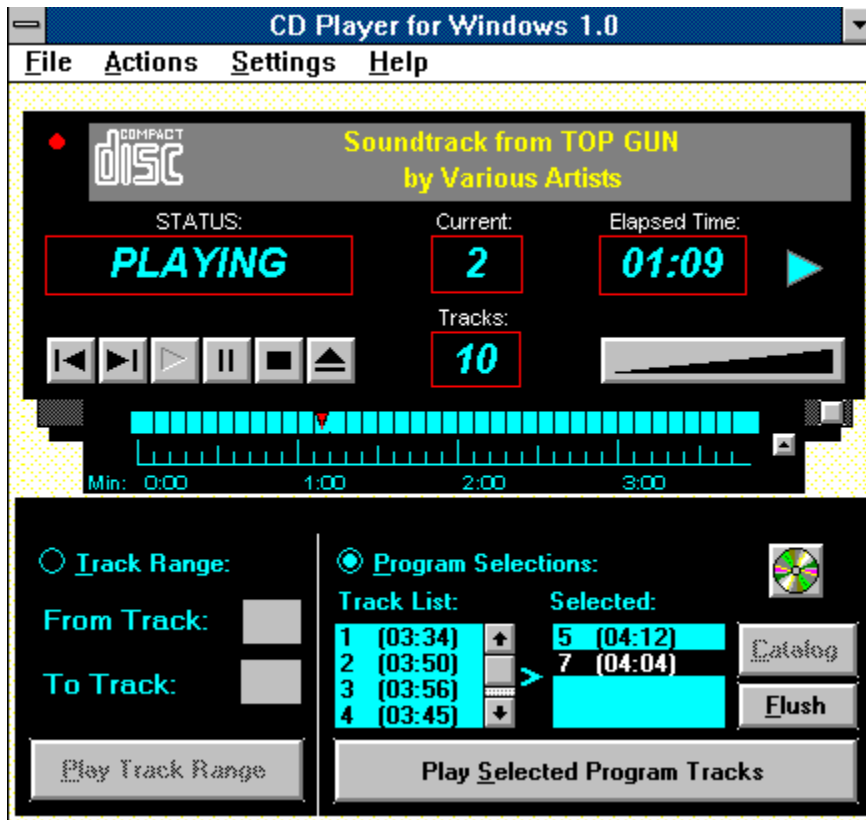 CD Player for Windows 1.0
File Actions Settings Help
COMPACT
disc
Soundtrack from TOP GUN
by Various Artists
STATUS: Current: Elapsed Time:
PLAYING 2 01:09
Tracks:
10
Min: 0:00 1:00 2:00 3:00
Track Range: Program Selections:
Track List: Selected:
From Track:
1 (03:34) 5 (04:12)
2 (03:50) 7 (04:04)
3 (03:56)
4 (03:45)
To Track:
Catalog
Flush
Play Track Range Play Selected Program Tracks